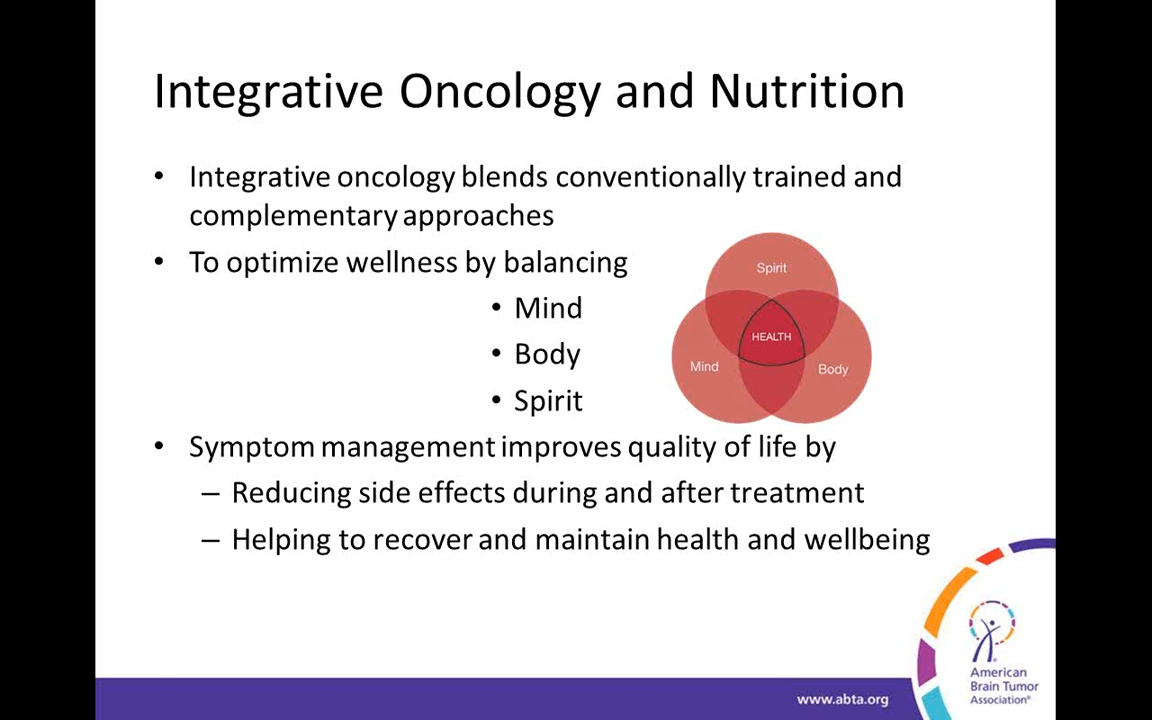 Integrative Oncology and Nutrition
• Integrative oncology blends conventionally trained and
complementary approaches
• To optimize wellness by balancing
• Mind
• Body
• Spirit
Spirit
HEALTH
Mind
Body
• Symptom management improves quality of life by
– Reducing side effects during and after treatment
– Helping to recover and maintain health and wellbeing
American
Brain Tumor
Association®
www.abta.org